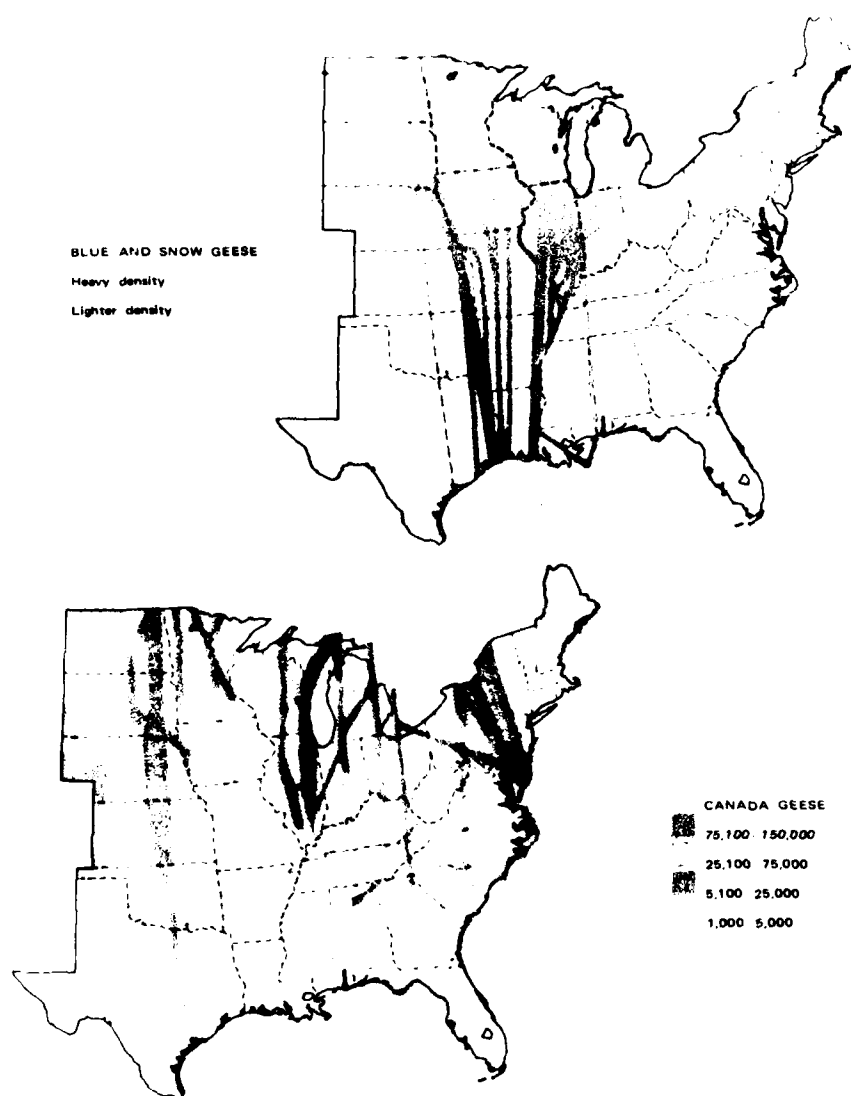 BLUE AND SNOW GEESE
Heavy density
Lighter density
CANADA GEESE
75,100 150,000
25,100 75,000
5,100 25,000
1,000 5,000